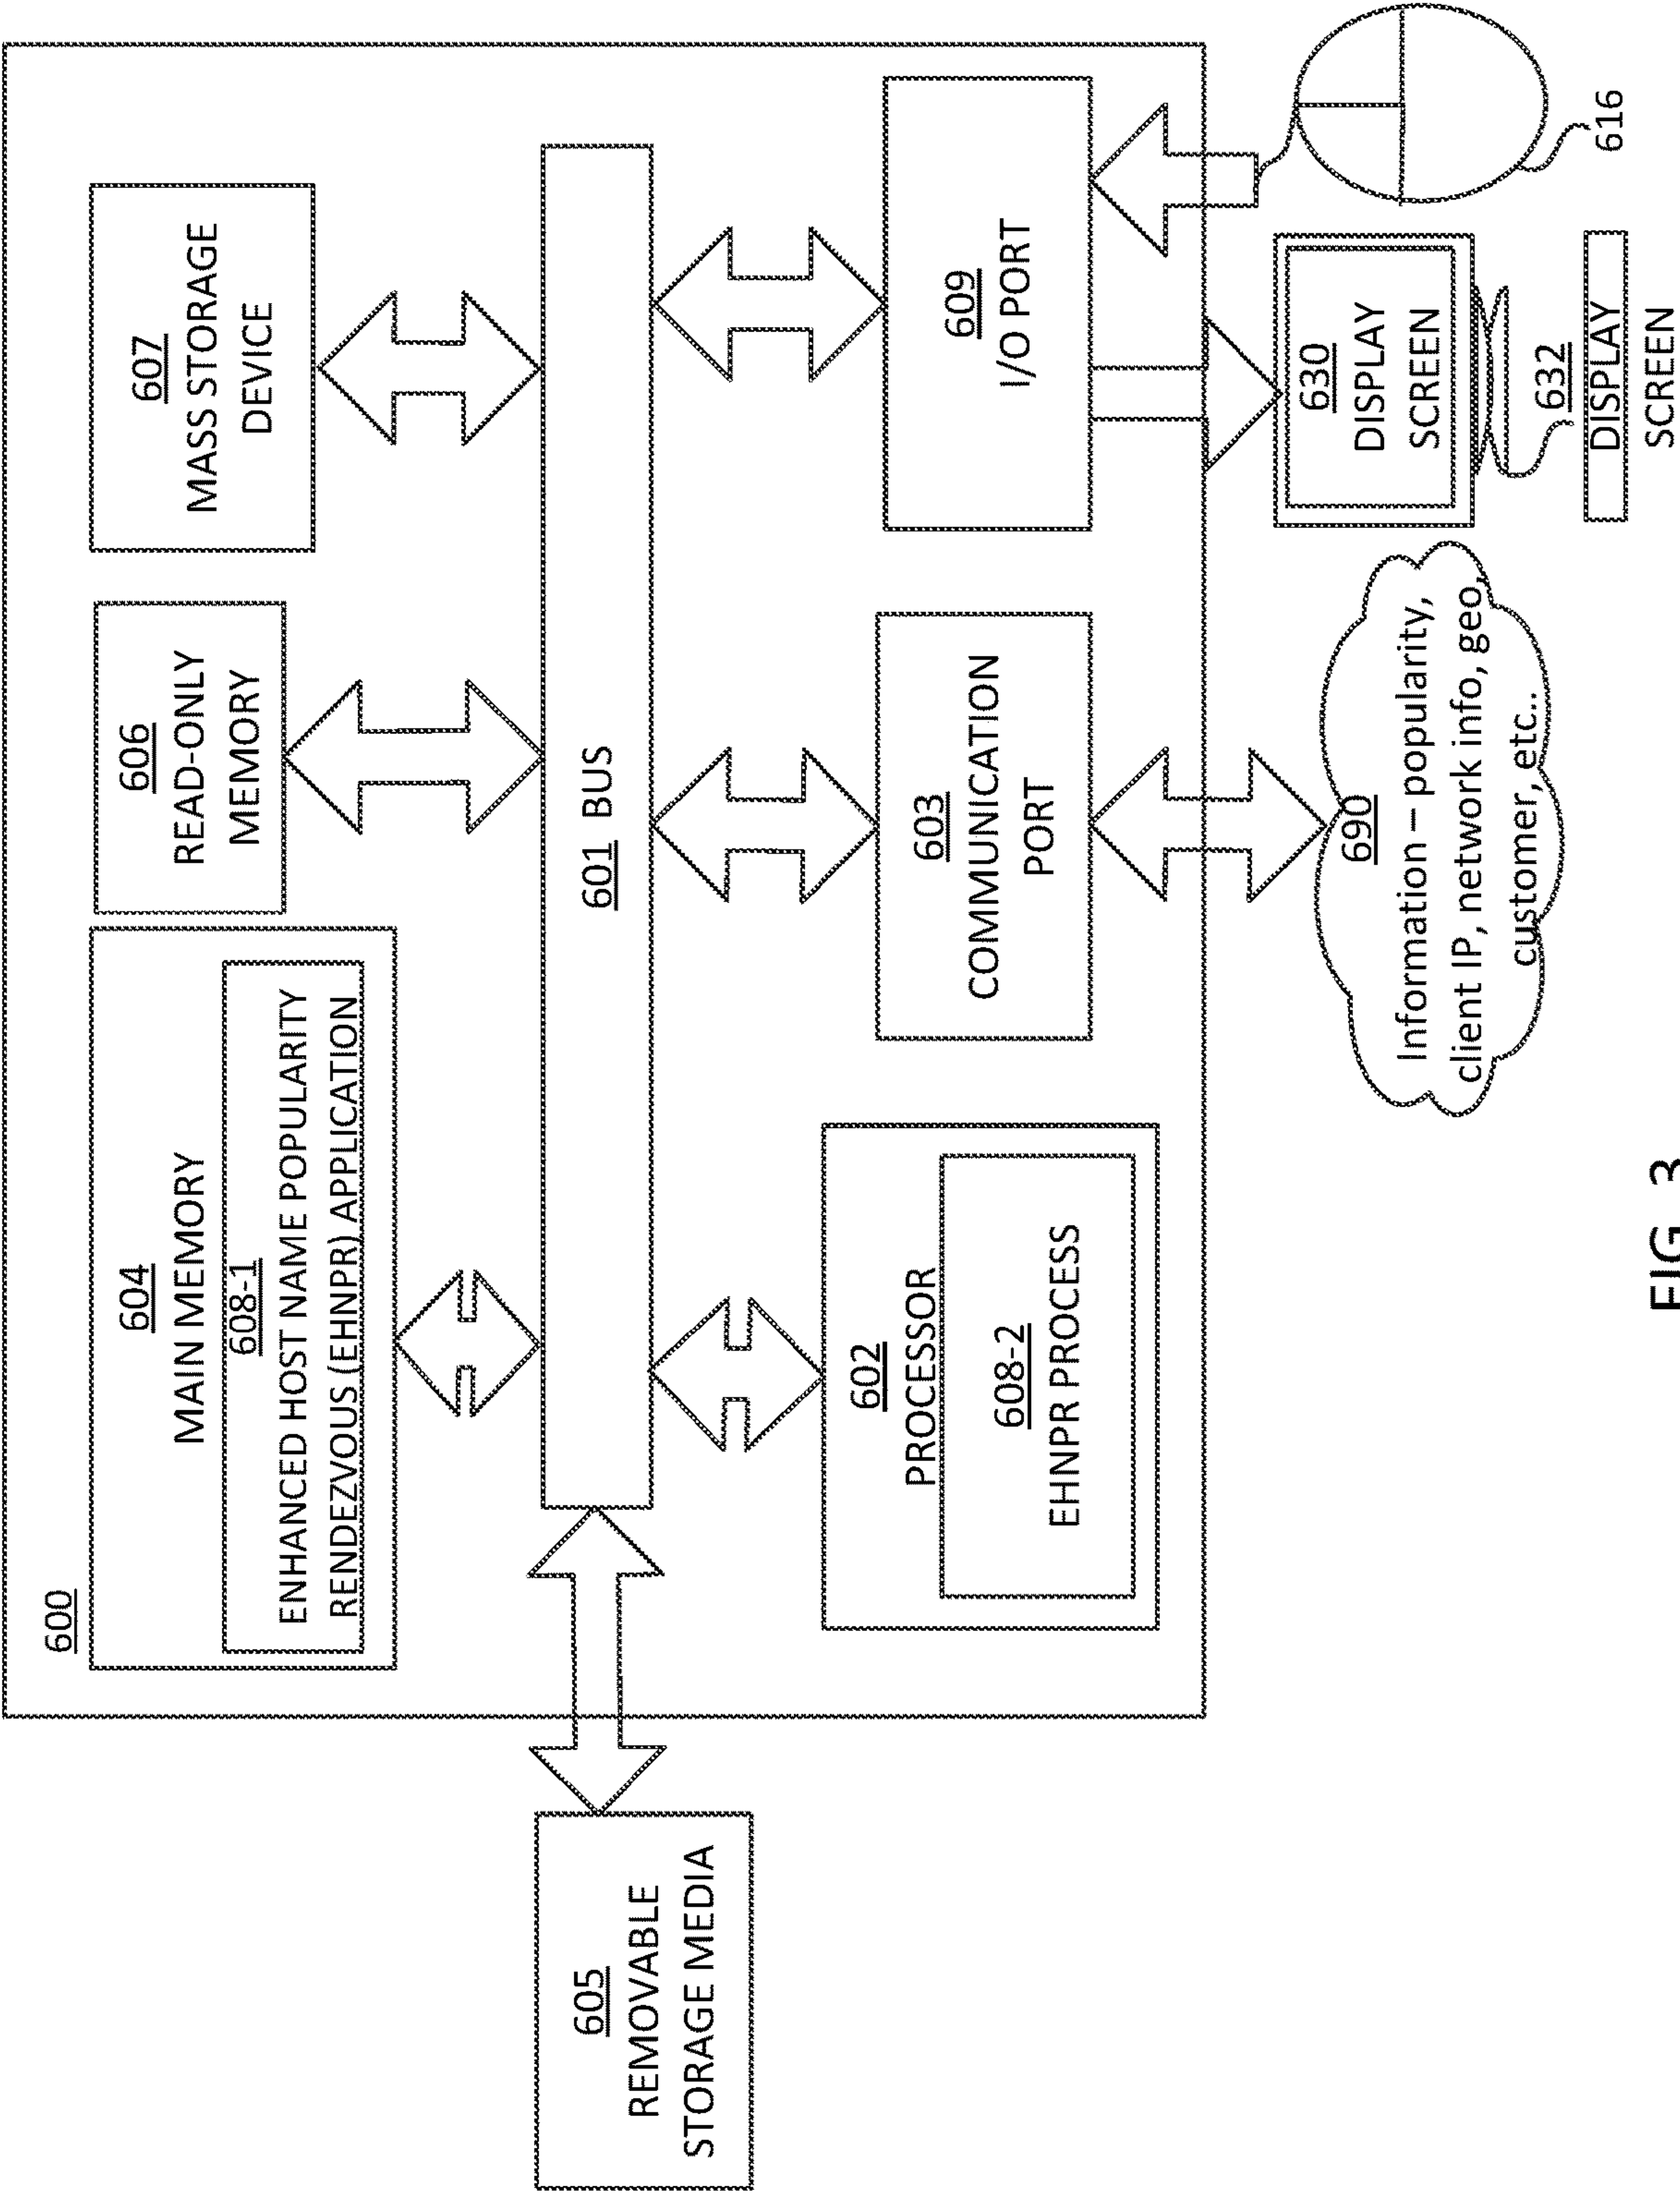 600
604
MAIN MEMORY
608-1
ENHANCED HOST NAME POPULARITY
RENDEZVOUS (EHNPR) APPLICATION
606
READ-ONLY
MEMORY
607
MASS STORAGE
DEVICE
601 BUS
605
REMOVABLE
STORAGE MEDIA
602
PROCESSOR
608-2
EHNPR PROCESS
603
COMMUNICATION
PORT
609
I/O PORT
690
Information – popularity,
client IP, network info, geo,
customer, etc..
630
DISPLAY
SCREEN
632
DISPLAY
SCREEN
616
FIG. 3